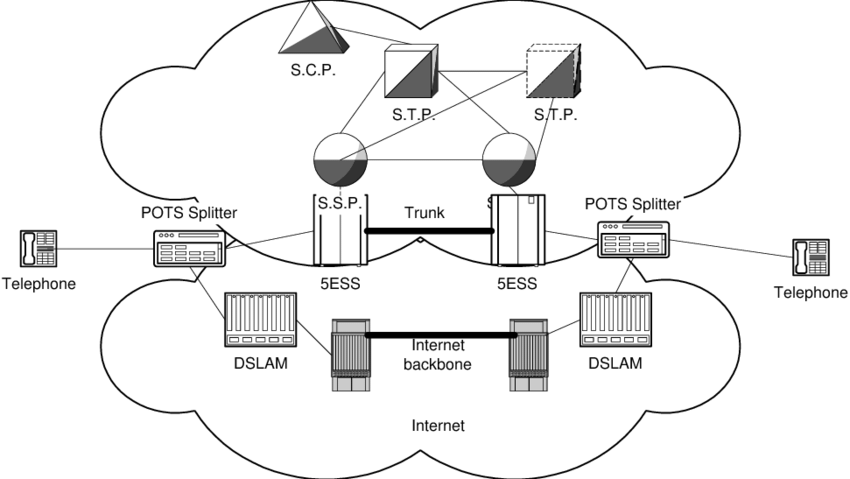 S.C.P.
S.T.P.
S.T.P.
S.S.P.
S
POTS Splitter
Trunk
POTS Splitter
Telephone
5ESS
5ESS
Telephone
DSLAM
Internet
backbone
DSLAM
Internet